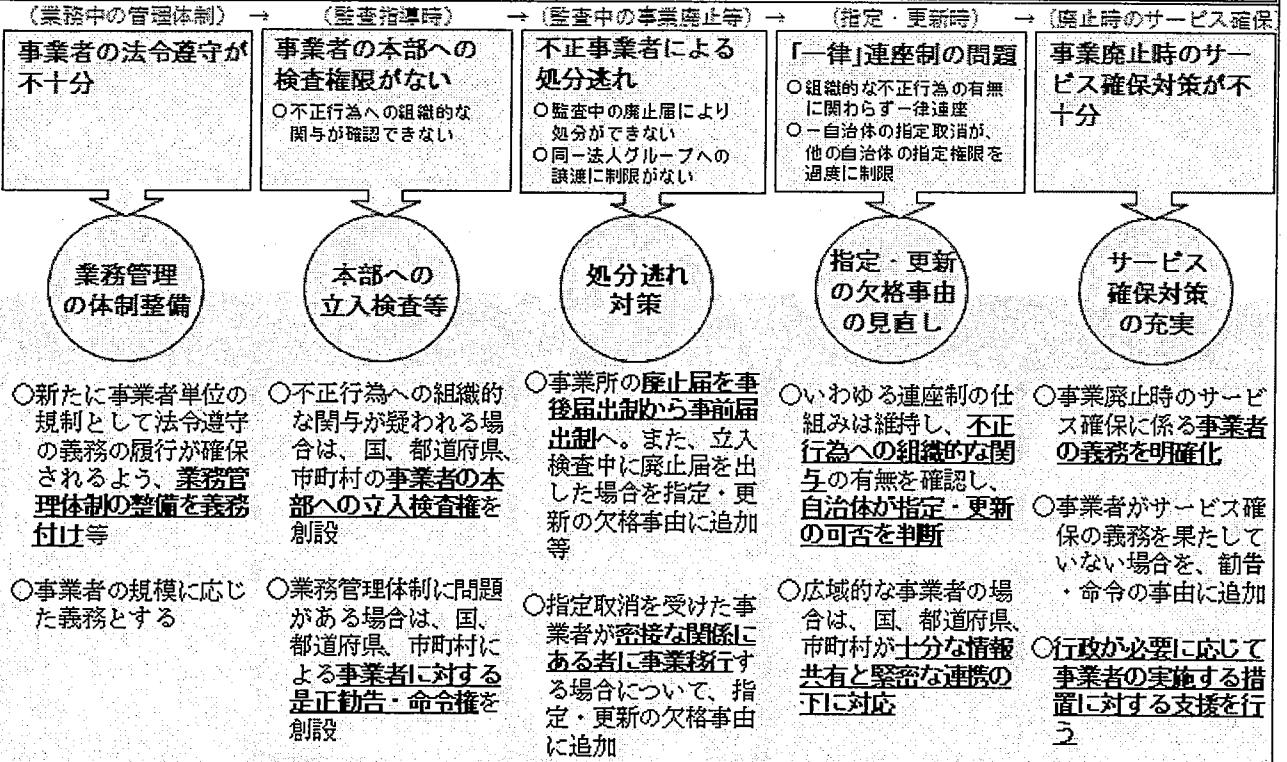 （業務中の管理体制） → （監査指導時） → （監査中の事業廃止等） → （指定・更新時） → （廃止時のサービス確保
事業者の法令遵守が
不十分
事業者の本部への
検査権限がない
○不正行為への組織的な
関与が確認できない
不正事業者による
処分逃れ
○監査中の廃止届により
処分ができない
○同一法人グループへの
譲渡に制限がない
「一律」連座制の問題
○組織的な不正行為の有無
に関わらず一律連座
○一自治体の指定取消が、
他の自治体の指定権限を
過度に制限
事業廃止時のサー
ビス確保対策が不
十分
業務管理
の体制整備
本部への
立入検査等
処分逃れ
対策
指定・更新
の欠格事由
の見直し
サービス
確保対策
の充実
○新たに事業者単位の
規制として法令遵守
の義務の履行が確保
されるよう、業務管
理体制の整備を義務
付け等
○事業者の規模に応じ
た義務とする
○不正行為への組織的
な関与が疑われる場
合は、国、都道府県、
市町村の事業者の本
部への立入検査権を
創設
○業務管理体制に問題
がある場合は、国、
都道府県、市町村に
よる事業者に対する
是正勧告・命令権を
創設
○事業所の廃止届を事
後届出制から事前届
出制へ。また、立入
検査中に廃止届を出
した場合を指定・更
新の欠格事由に追加
等
○指定取消を受けた事
業者が密接な関係に
ある者に事業移行す
る場合について、指
定・更新の欠格事由
に追加
○いわゆる連座制の仕
組みは維持し、不正
行為への組織的な関
与の有無を確認し、
自治体が指定・更新
の可否を判断
○広域的な事業者の場
合は、国、都道府県、
市町村が十分な情報
共有と緊密な連携の
下に対応
○事業廃止時のサービ
ス確保に係る事業者
の義務を明確化
○事業者がサービス確
保の義務を果たして
いない場合を、勧告
・命令の事由に追加
○行政が必要に応じて
事業者の実施する措
置に対する支援を行
う